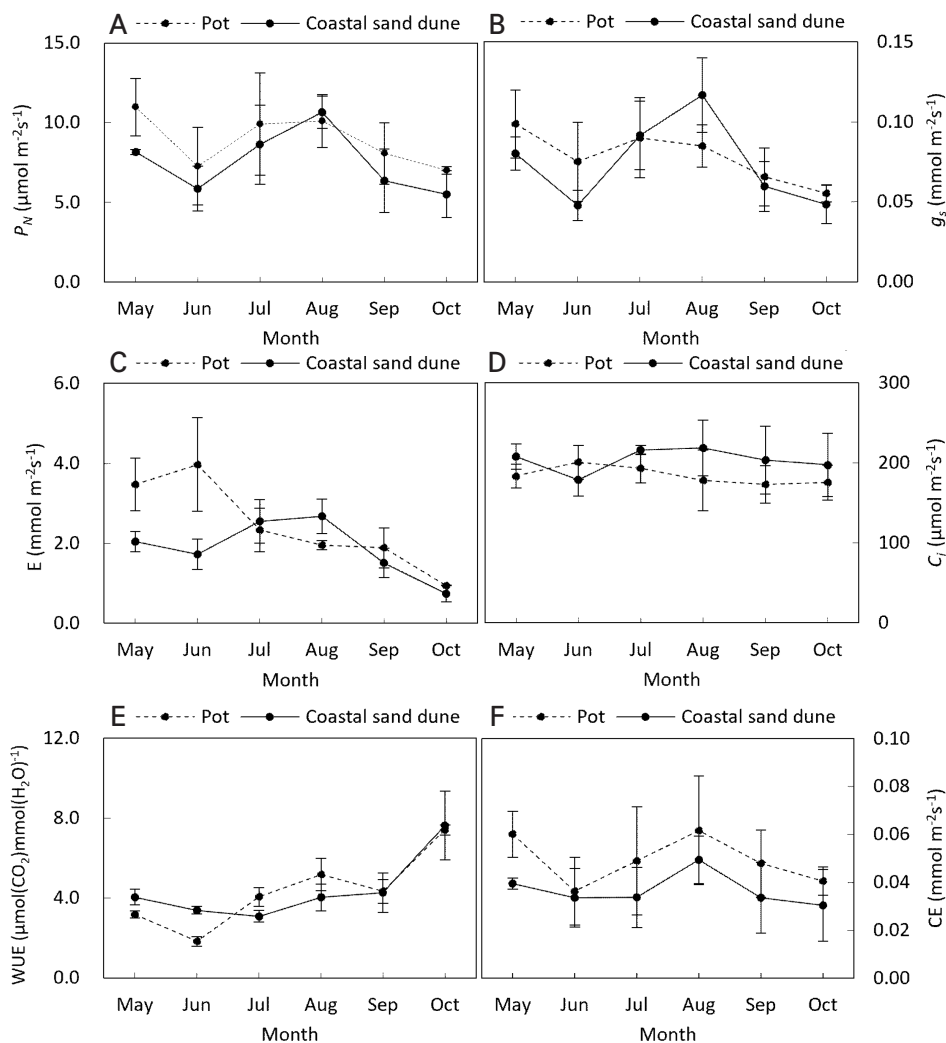 A
Pot
Coastal sand dune
15.0
10.0
5.0
0.0
P_N (μmol m⁻²s⁻¹)
May Jun Jul Aug Sep Oct
Month
B
Pot
Coastal sand dune
0.15
0.10
0.05
0.00
g_s (mmol m⁻²s⁻¹)
May Jun Jul Aug Sep Oct
Month
C
Pot
Coastal sand dune
6.0
4.0
2.0
0.0
E (mmol m⁻²s⁻¹)
May Jun Jul Aug Sep Oct
Month
D
Pot
Coastal sand dune
300
200
100
0
C_i (μmol m⁻²s⁻¹)
May Jun Jul Aug Sep Oct
Month
E
Pot
Coastal sand dune
12.0
8.0
4.0
0.0
WUE (μmol(CO₂)mmol(H₂O)⁻¹)
May Jun Jul Aug Sep Oct
Month
F
Pot
Coastal sand dune
0.10
0.08
0.06
0.04
0.02
0.00
CE (mmol m⁻²s⁻¹)
May Jun Jul Aug Sep Oct
Month